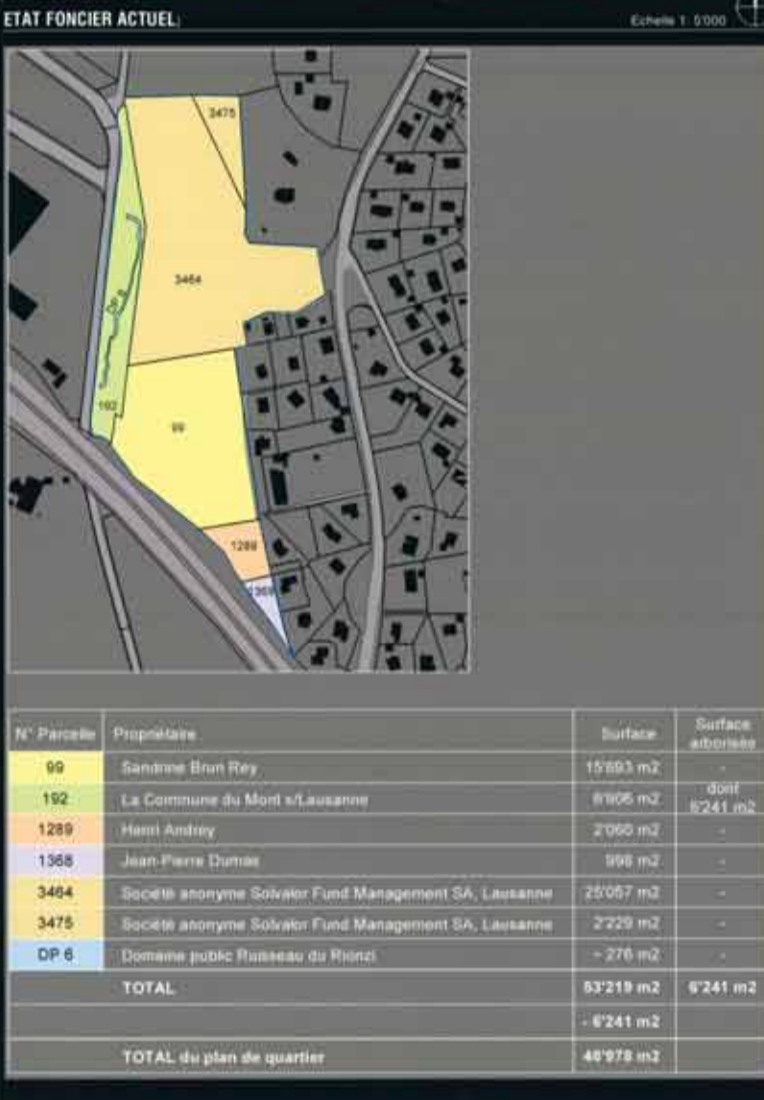 ETAT FONCIER ACTUEL
Echelle 1: 5'000
3475
3464
DP 6
192
99
1289
1368
N° Parcelle Propriétaire Surface Surface arborisée
99 Sandrine Brun Rey 15'693 m2 -
192 La Commune du Mont s/Lausanne 6'906 m2 dont 6'241 m2
1289 Henri Andrey 2'060 m2 -
1368 Jean-Pierre Dumas 998 m2 -
3464 Société anonyme Solvalor Fund Management SA, Lausanne 25'057 m2 -
3475 Société anonyme Solvalor Fund Management SA, Lausanne 2'229 m2 -
DP 6 Domaine public Ruisseau du Rionzi ~ 276 m2 -
TOTAL 53'219 m2 6'241 m2
- 6'241 m2
TOTAL du plan de quartier 46'978 m2